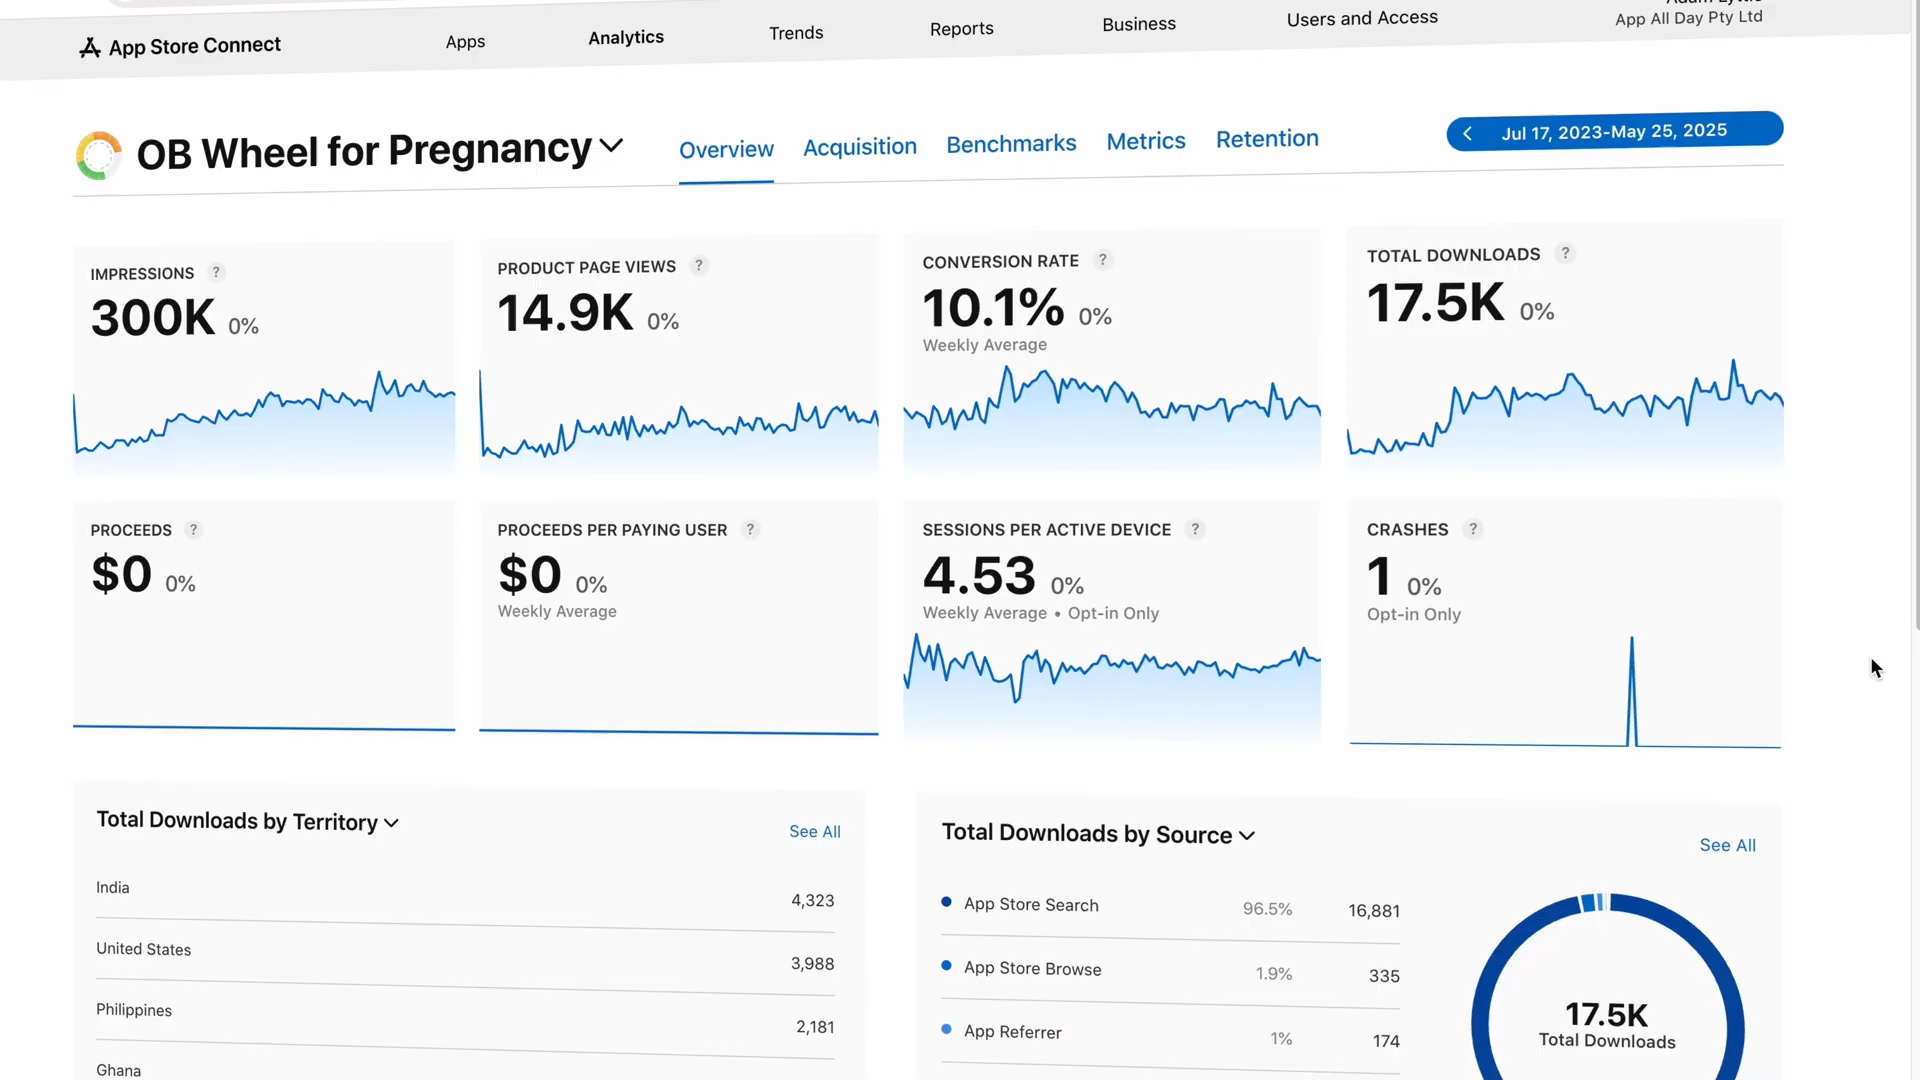 App Store Connect
Apps
Analytics
Trends
Reports
Business
Users and Access
App All Day Pty Ltd
OB Wheel for Pregnancy
Overview
Acquisition
Benchmarks
Metrics
Retention
Jul 17, 2023-May 25, 2025
IMPRESSIONS ?
300K 0%
PRODUCT PAGE VIEWS ?
14.9K 0%
CONVERSION RATE ?
10.1% 0%
Weekly Average
TOTAL DOWNLOADS ?
17.5K 0%
PROCEEDS ?
$0 0%
PROCEEDS PER PAYING USER ?
$0 0%
Weekly Average
SESSIONS PER ACTIVE DEVICE ?
4.53 0%
Weekly Average • Opt-in Only
CRASHES ?
1 0%
Opt-in Only
Total Downloads by Territory
See All
India 4,323
United States 3,988
Philippines 2,181
Ghana
Total Downloads by Source
See All
App Store Search 96.5% 16,881
App Store Browse 1.9% 335
App Referrer 1% 174
17.5K
Total Downloads